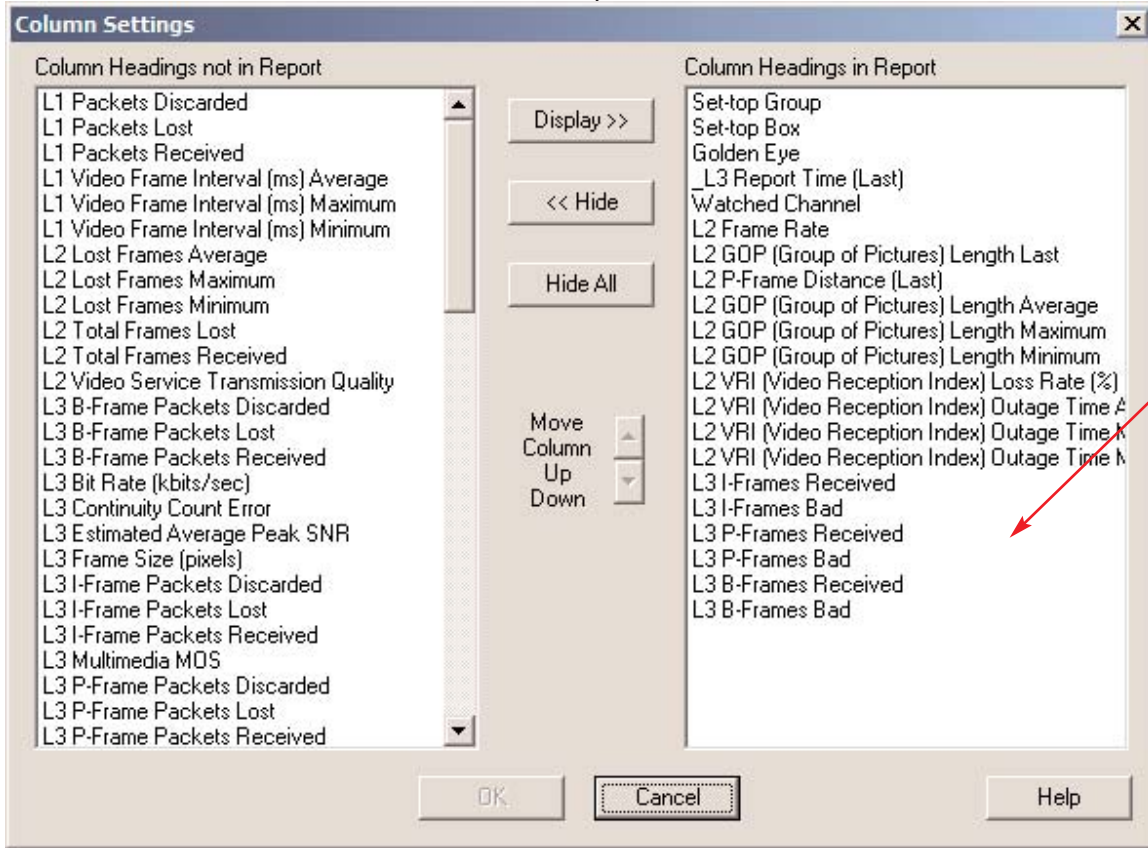 Column Settings
Column Headings not in Report
L1 Packets Discarded
L1 Packets Lost
L1 Packets Received
L1 Video Frame Interval (ms) Average
L1 Video Frame Interval (ms) Maximum
L1 Video Frame Interval (ms) Minimum
L2 Lost Frames Average
L2 Lost Frames Maximum
L2 Lost Frames Minimum
L2 Total Frames Lost
L2 Total Frames Received
L2 Video Service Transmission Quality
L3 B-Frame Packets Discarded
L3 B-Frame Packets Lost
L3 B-Frame Packets Received
L3 Bit Rate (kbits/sec)
L3 Continuity Count Error
L3 Estimated Average Peak SNR
L3 Frame Size (pixels)
L3 I-Frame Packets Discarded
L3 I-Frame Packets Lost
L3 I-Frame Packets Received
L3 Multimedia MOS
L3 P-Frame Packets Discarded
L3 P-Frame Packets Lost
L3 P-Frame Packets Received
Display >>
<< Hide
Hide All
Move
Column
Up
Down
Column Headings in Report
Set-top Group
Set-top Box
Golden Eye
_L3 Report Time (Last)
Watched Channel
L2 Frame Rate
L2 GOP (Group of Pictures) Length Last
L2 P-Frame Distance (Last)
L2 GOP (Group of Pictures) Length Average
L2 GOP (Group of Pictures) Length Maximum
L2 GOP (Group of Pictures) Length Minimum
L2 VRI (Video Reception Index) Loss Rate (%)
L2 VRI (Video Reception Index) Outage Time A
L2 VRI (Video Reception Index) Outage Time
L2 VRI (Video Reception Index) Outage Time
L3 I-Frames Received
L3 I-Frames Bad
L3 P-Frames Received
L3 P-Frames Bad
L3 B-Frames Received
L3 B-Frames Bad
OK
Cancel
Help